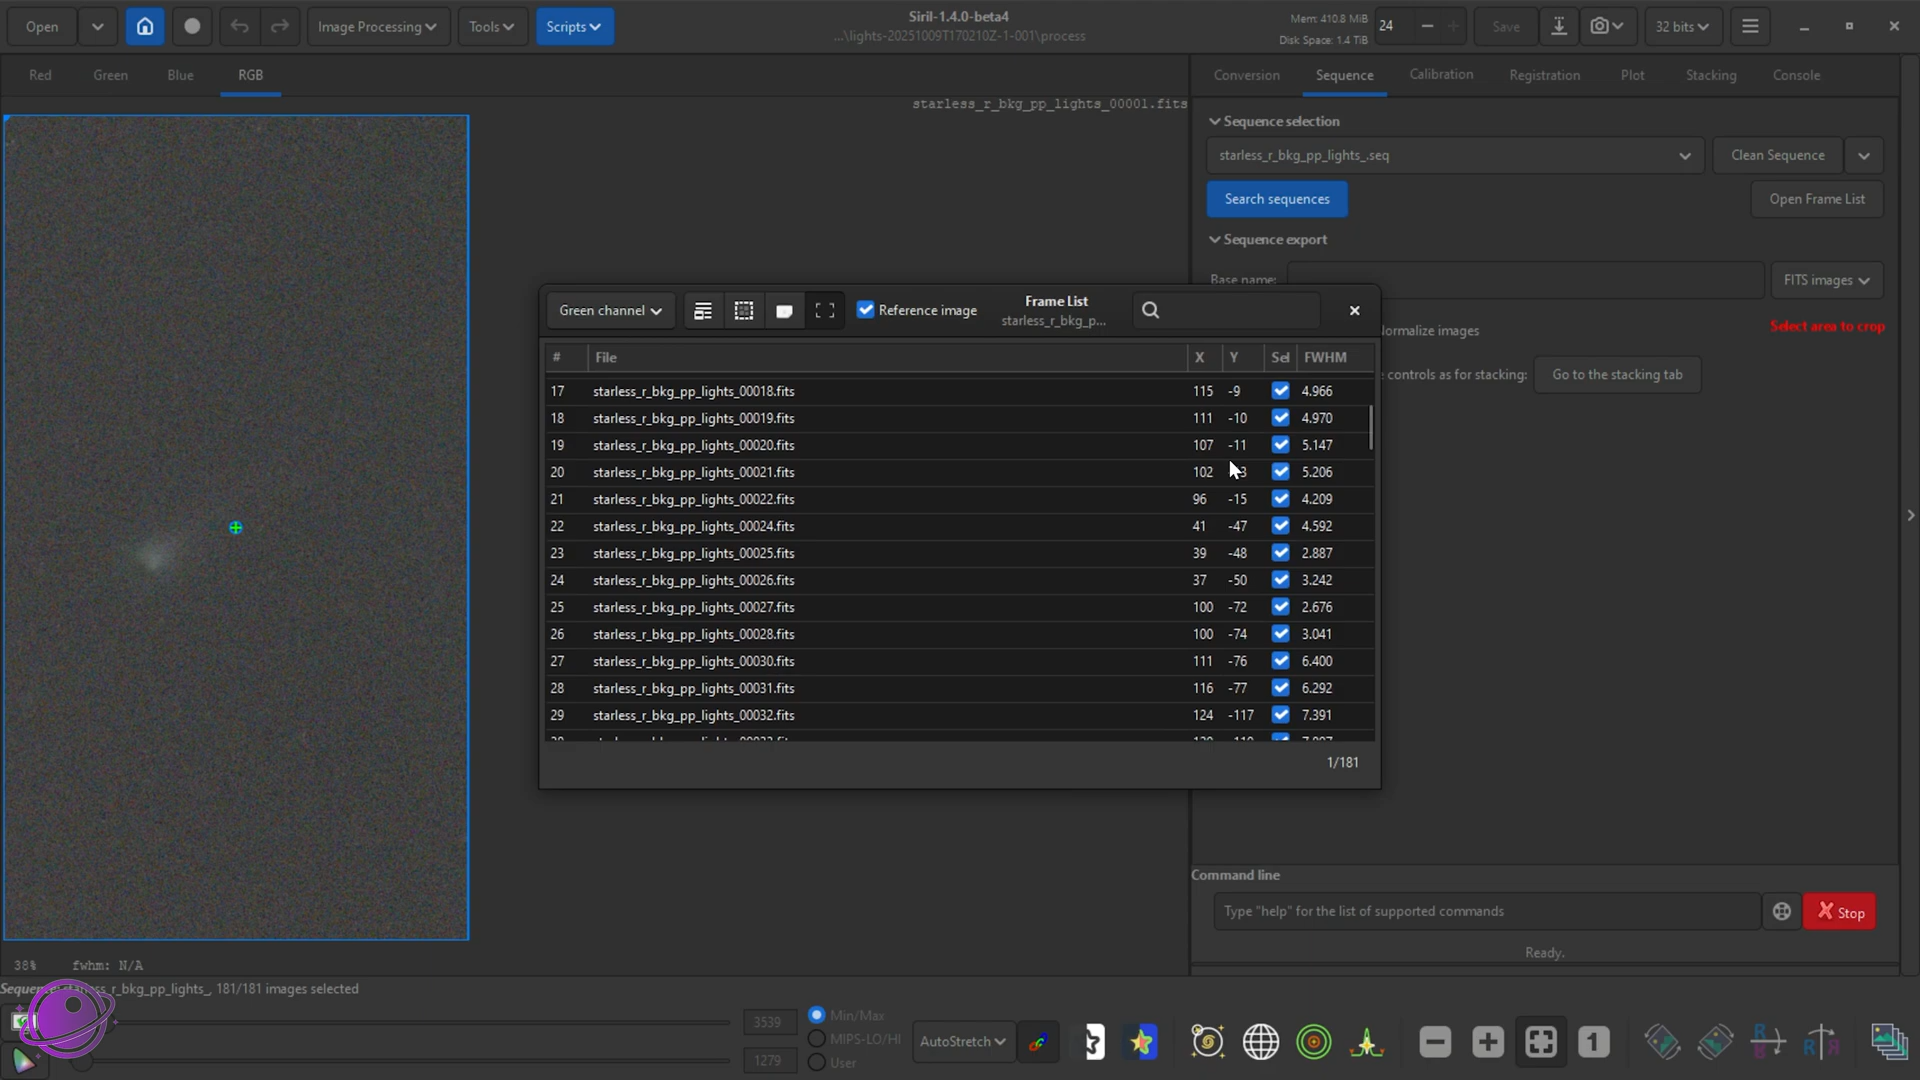 Open
Image Processing
Tools
Scripts
Siril-1.4.0-beta4
...\lights-20251009T170210Z-1-001\process
Mem: 410.8 MiB
Disk Space: 1.4 TiB
24
Save
32 bits
Red
Green
Blue
RGB
Conversion
Sequence
Calibration
Registration
Plot
Stacking
Console
starless_r_bkg_pp_lights_00001.fits
Sequence selection
starless_r_bkg_pp_lights_.seq
Clean Sequence
Search sequences
Open Frame List
Sequence export
Base name:
FITS images
Normalize images
Select area to crop
controls as for stacking:
Go to the stacking tab
Green channel
Reference image
Frame List
starless_r_bkg_p...
# File X Y Sel FWHM
17 starless_r_bkg_pp_lights_00018.fits 115 -9 4.966
18 starless_r_bkg_pp_lights_00019.fits 111 -10 4.970
19 starless_r_bkg_pp_lights_00020.fits 107 -11 5.147
20 starless_r_bkg_pp_lights_00021.fits 102 5.206
21 starless_r_bkg_pp_lights_00022.fits 96 -15 4.209
22 starless_r_bkg_pp_lights_00024.fits 41 -47 4.592
23 starless_r_bkg_pp_lights_00025.fits 39 -48 2.887
24 starless_r_bkg_pp_lights_00026.fits 37 -50 3.242
25 starless_r_bkg_pp_lights_00027.fits 100 -72 2.676
26 starless_r_bkg_pp_lights_00028.fits 100 -74 3.041
27 starless_r_bkg_pp_lights_00030.fits 111 -76 6.400
28 starless_r_bkg_pp_lights_00031.fits 116 -77 6.292
29 starless_r_bkg_pp_lights_00032.fits 124 -117 7.391
1/181
Command line
Type "help" for the list of supported commands
Stop
Ready.
38%
fwhm: N/A
r_bkg_pp_lights_, 181/181 images selected
3539
1279
Min/Max
MIPS-LO/HI
User
AutoStretch
1